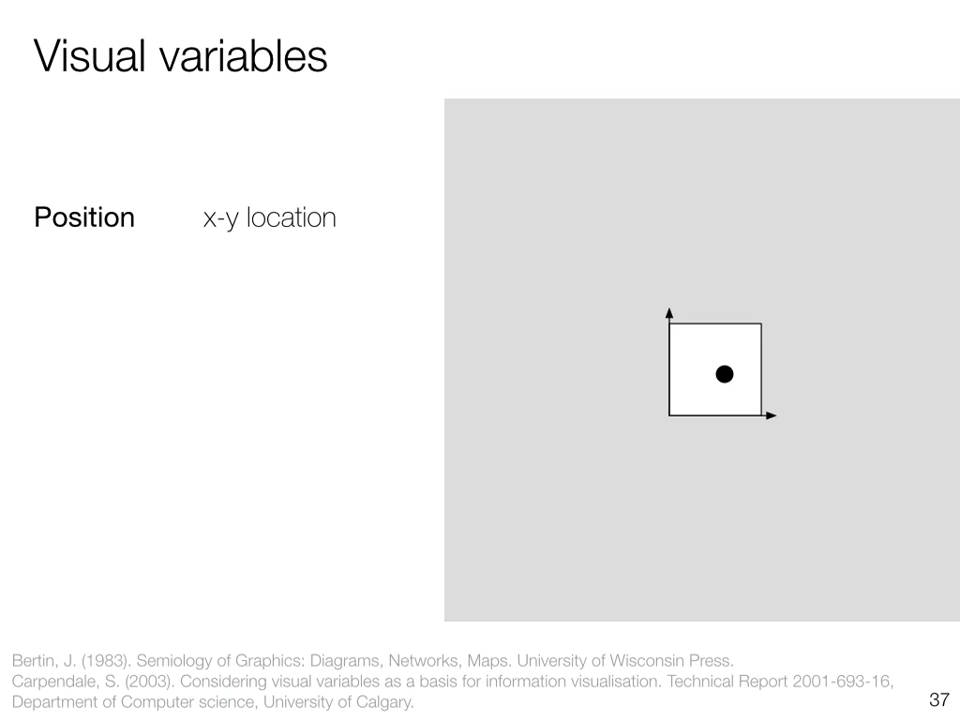 Visual variables
Position x-y location
Bertin, J. (1983). Semiology of Graphics: Diagrams, Networks, Maps. University of Wisconsin Press.
Carpendale, S. (2003). Considering visual variables as a basis for information visualisation. Technical Report 2001-693-16,
Department of Computer science, University of Calgary.
37